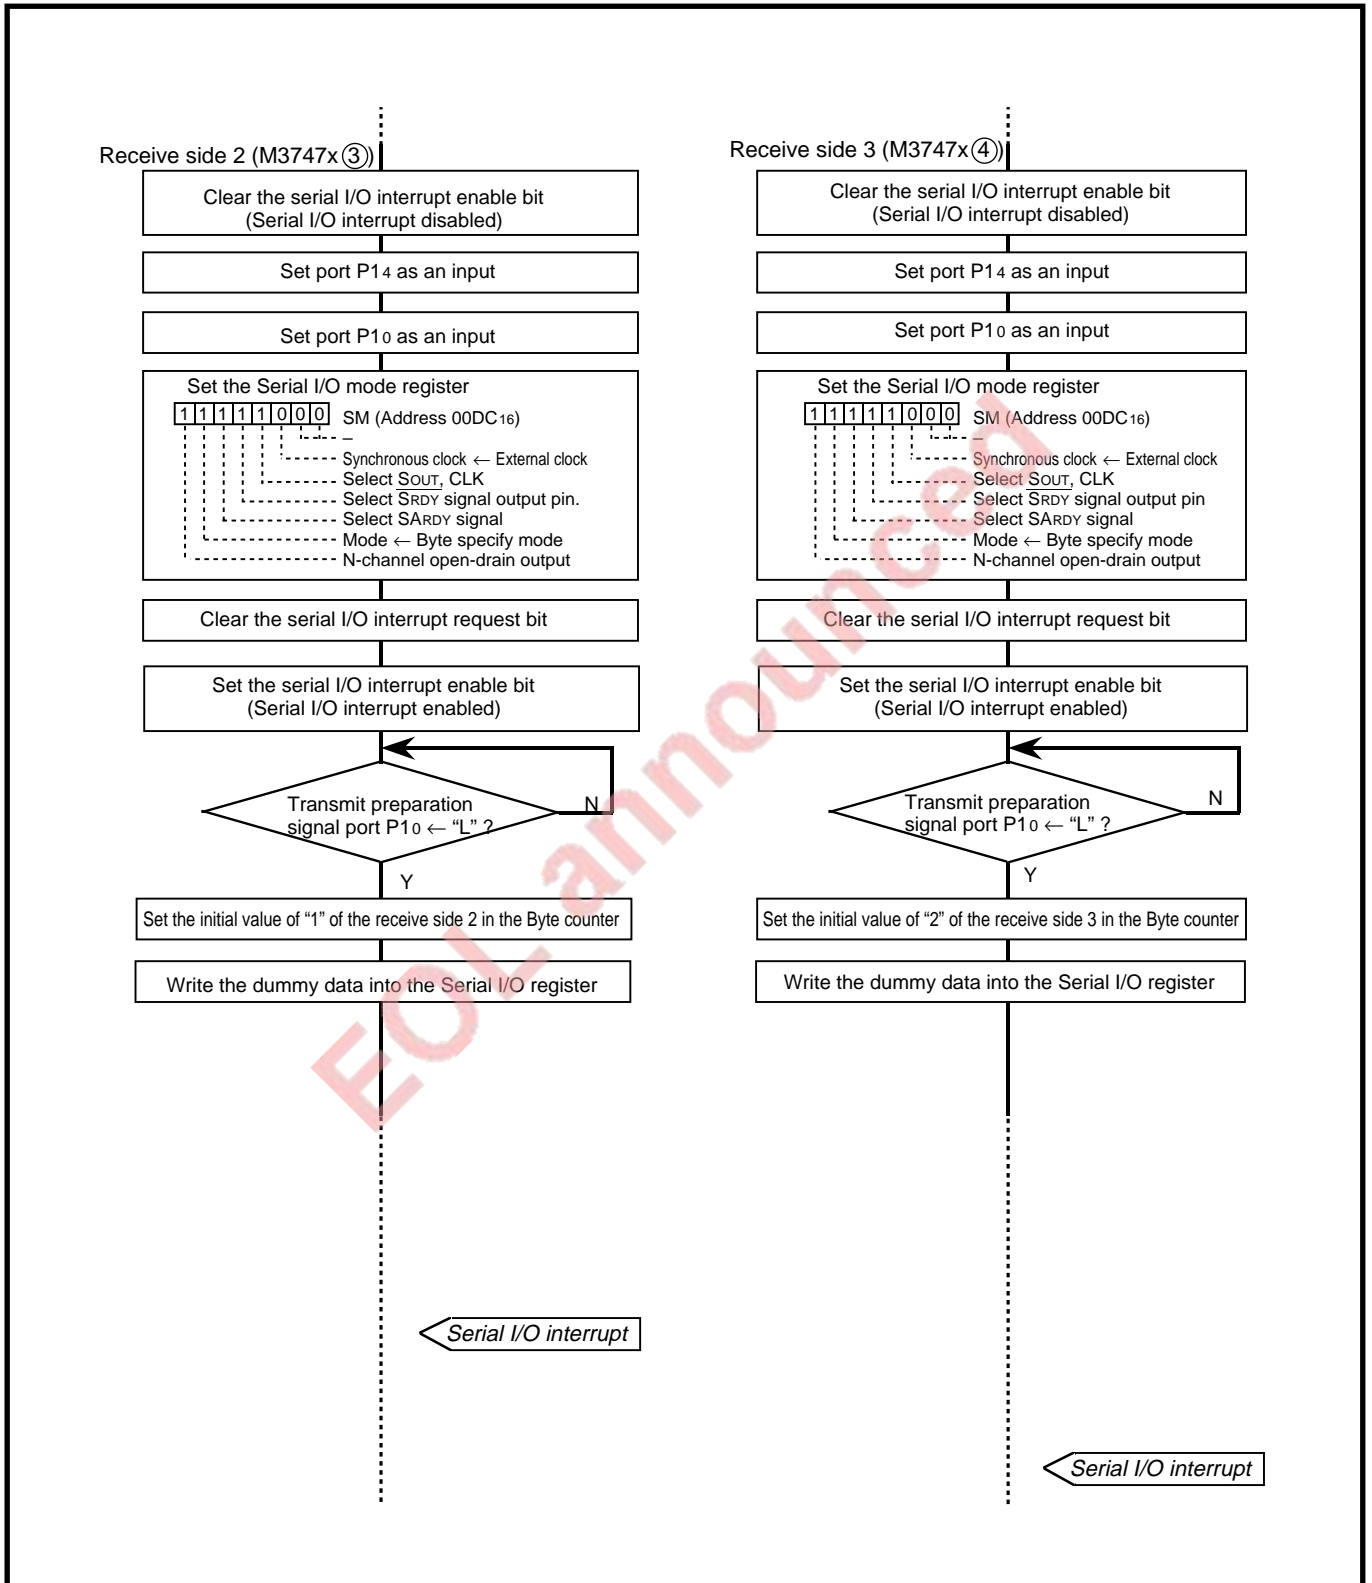 Receive side 2 (M3747x③)
Clear the serial I/O interrupt enable bit
(Serial I/O interrupt disabled)
Set port P14 as an input
Set port P10 as an input
Set the Serial I/O mode register
1 1 1 1 1 0 0 0 SM (Address 00DC16)
–
Synchronous clock ← External clock
Select SOUT, CLK
Select SRDY signal output pin.
Select SARDY signal
Mode ← Byte specify mode
N-channel open-drain output
Clear the serial I/O interrupt request bit
Set the serial I/O interrupt enable bit
(Serial I/O interrupt enabled)
Transmit preparation
signal port P10 ← “L” ?
N
Y
Set the initial value of “1” of the receive side 2 in the Byte counter
Write the dummy data into the Serial I/O register
Serial I/O interrupt
Receive side 3 (M3747x④)
Clear the serial I/O interrupt enable bit
(Serial I/O interrupt disabled)
Set port P14 as an input
Set port P10 as an input
Set the Serial I/O mode register
1 1 1 1 1 0 0 0 SM (Address 00DC16)
–
Synchronous clock ← External clock
Select SOUT, CLK
Select SRDY signal output pin
Select SARDY signal
Mode ← Byte specify mode
N-channel open-drain output
Clear the serial I/O interrupt request bit
Set the serial I/O interrupt enable bit
(Serial I/O interrupt enabled)
Transmit preparation
signal port P10 ← “L” ?
N
Y
Set the initial value of “2” of the receive side 3 in the Byte counter
Write the dummy data into the Serial I/O register
Serial I/O interrupt
EOL announced